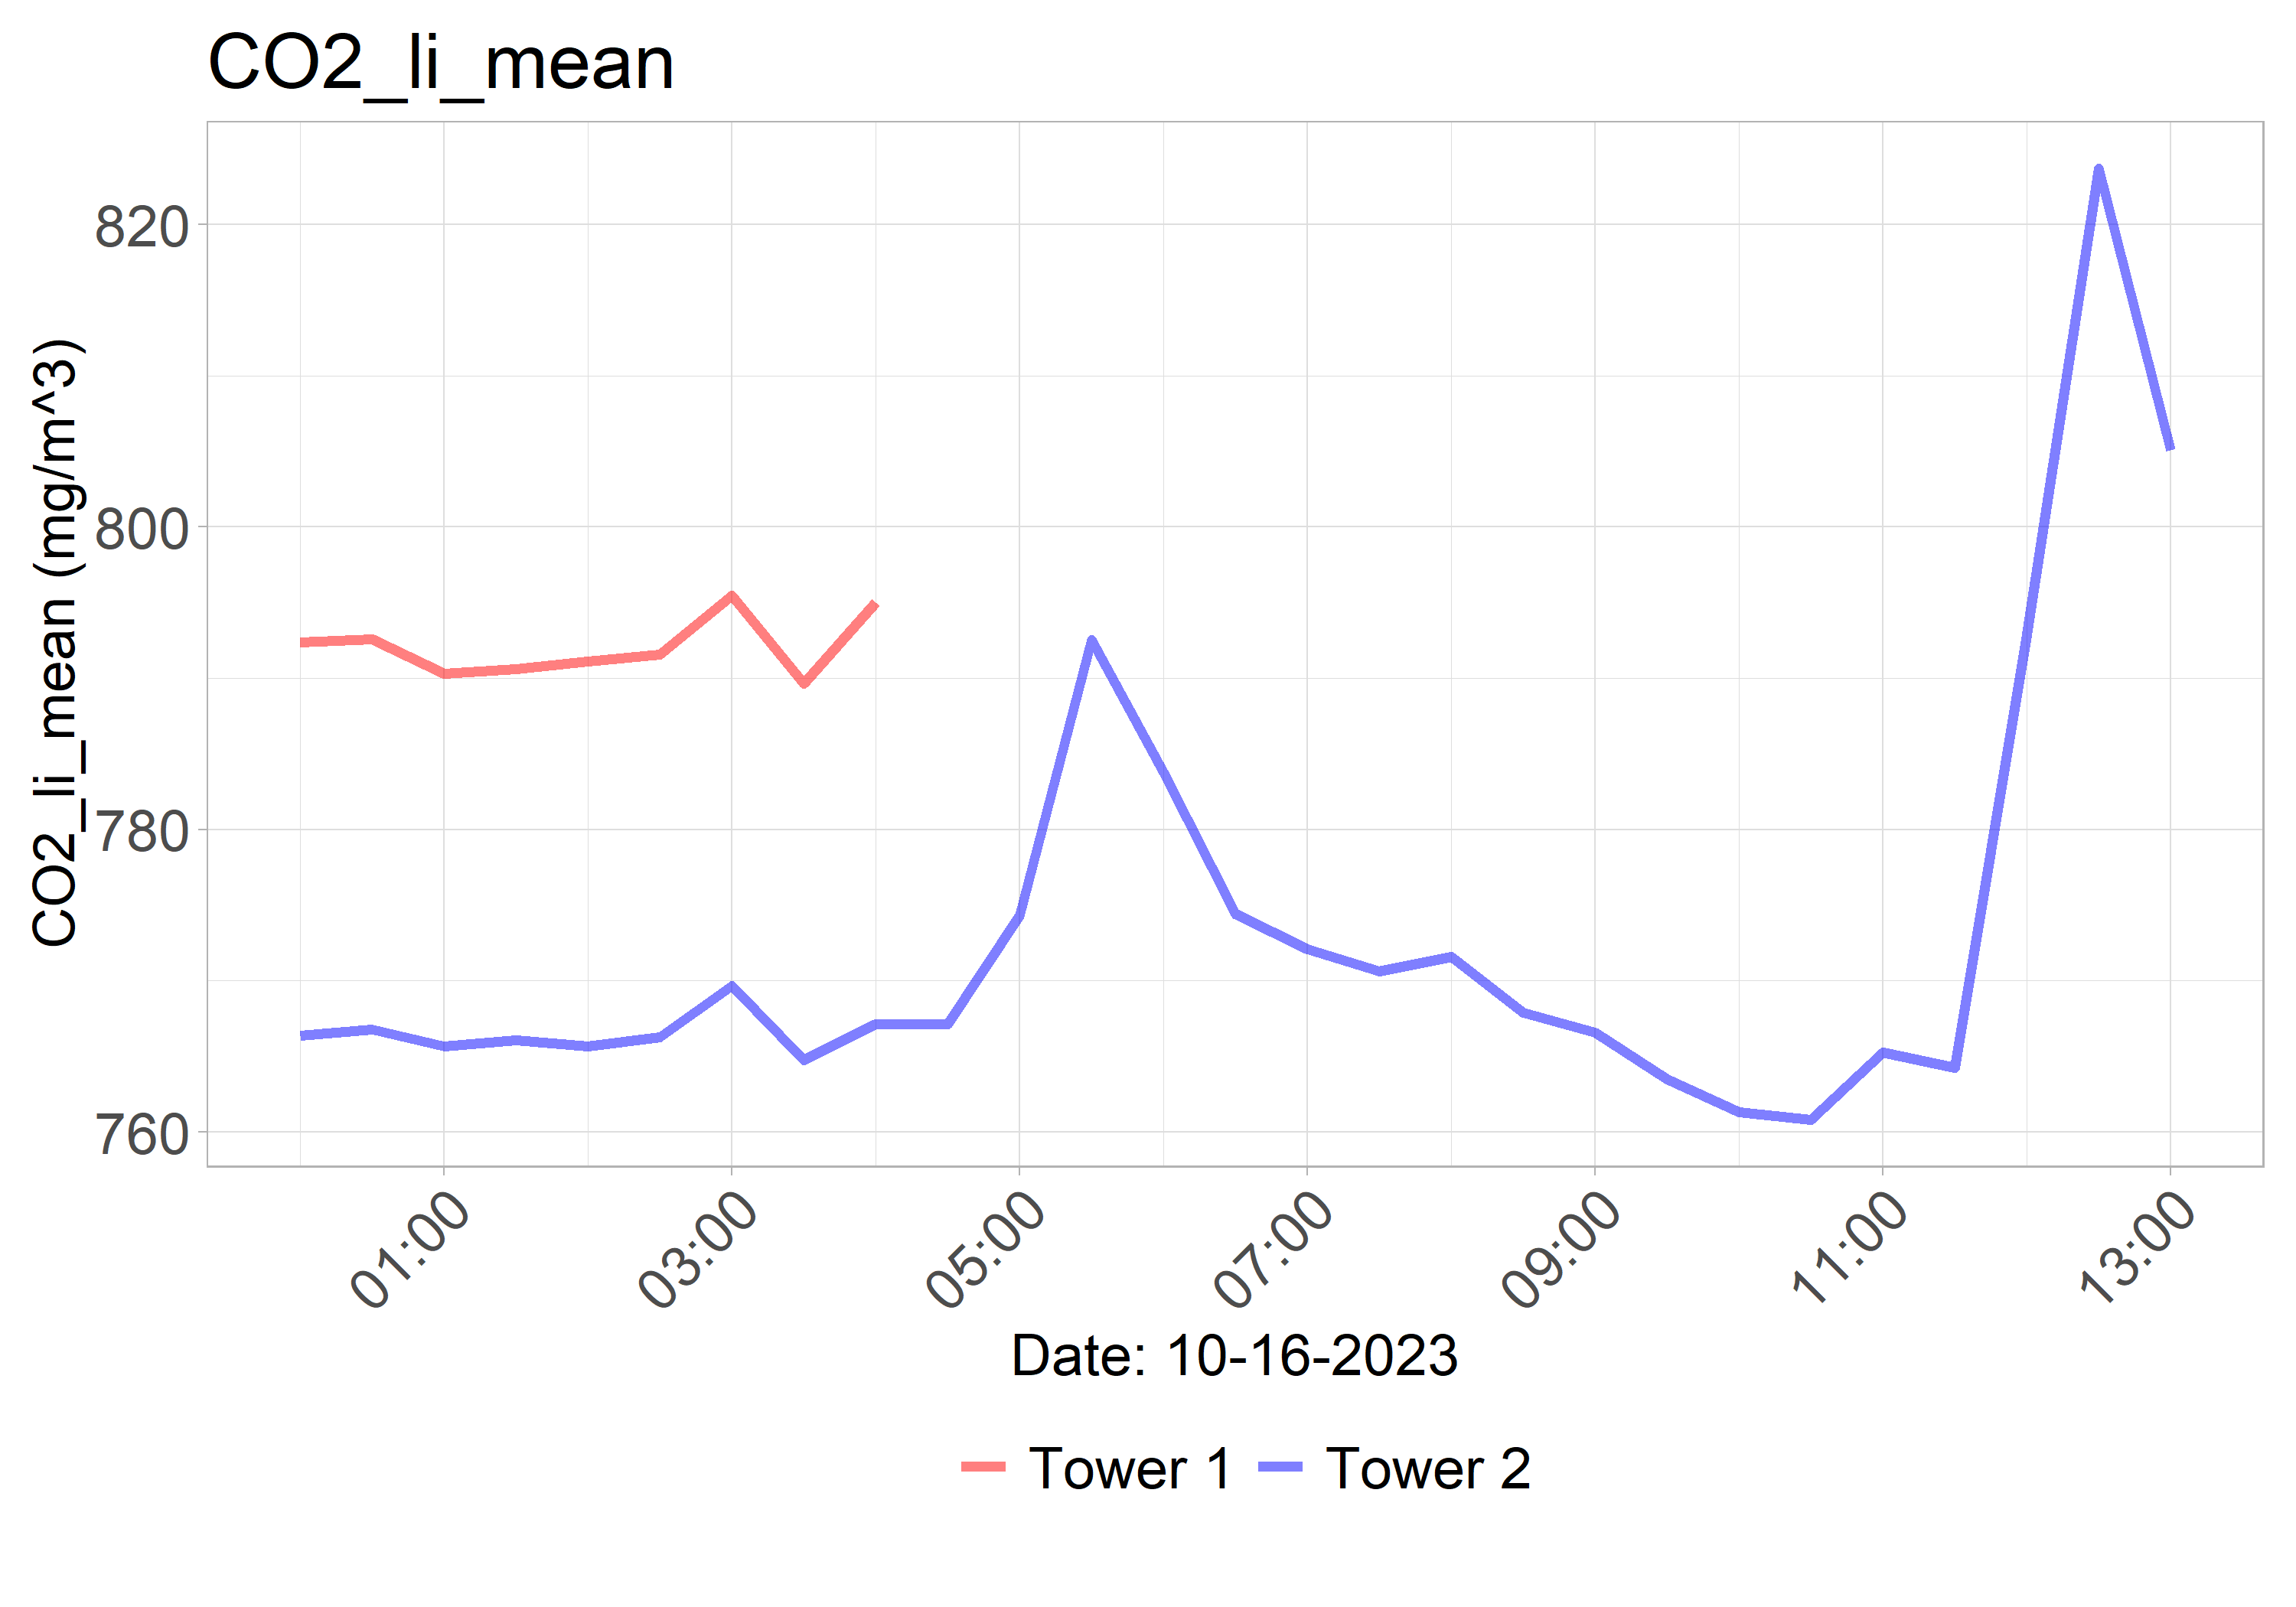 CO2_li_mean
CO2_li_mean (mg/m^3)
820
800
780
760
01:00
03:00
05:00
07:00
09:00
11:00
13:00
Date: 10-16-2023
Tower 1
Tower 2